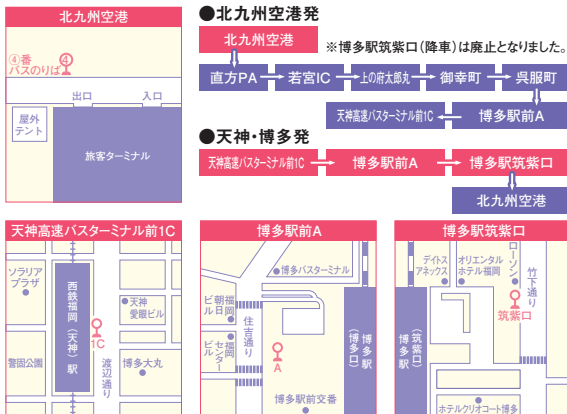 北九州空港
④番
バスのりば
④
出口
入口
屋外
テント
旅客ターミナル
●北九州空港発
北九州空港
※博多駅筑紫口(降車)は廃止となりました。
直方PA
若宮IC
上の府太郎丸
御幸町
呉服町
天神高速バスターミナル前1C
博多駅前A
●天神・博多発
天神高速バスターミナル前1C
博多駅前A
博多駅筑紫口
北九州空港
天神高速バスターミナル前1C
ソラリア
プラザ
西鉄福岡(天神)駅
天神
愛眼ビル
1C
警固公園
渡辺通り
博多大丸
博多駅前A
博多バスターミナル
福岡
朝日
ビル
住吉通り
福岡
センター
ビル
A
博多駅
(博多口)
博多駅前交番
博多駅筑紫口
デイトス
アネックス
オリエンタル
ホテル福岡
ローソン
竹下通り
筑紫口
(筑紫口)
博多駅
ホテルクリオコート博多